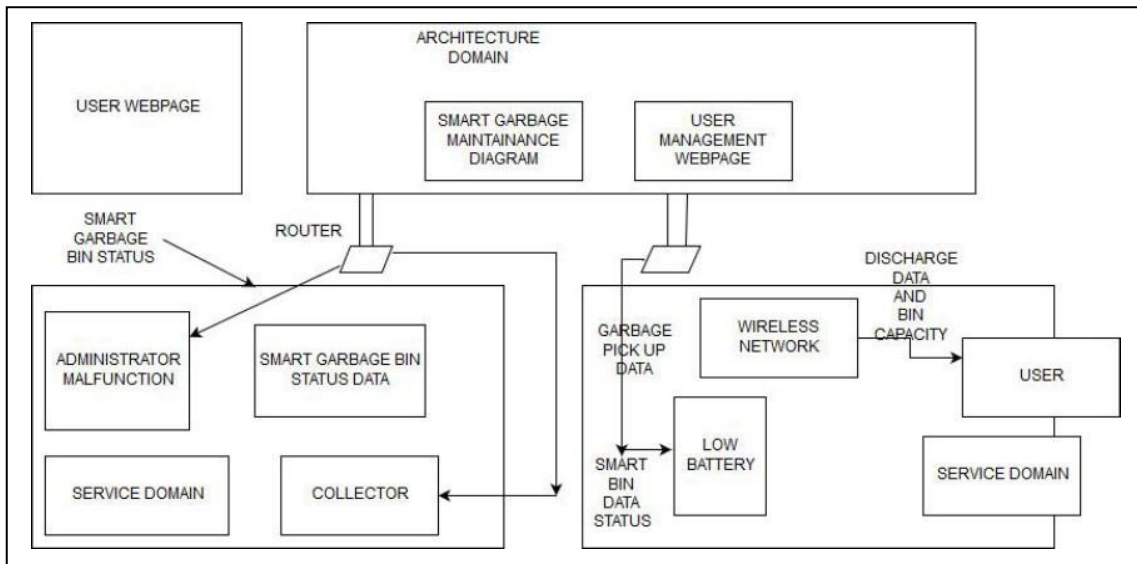 USER WEBPAGE
ARCHITECTURE
DOMAIN
SMART GARBAGE
MAINTAINANCE
DIAGRAM
USER
MANAGEMENT
WEBPAGE
SMART
GARBAGE
BIN STATUS
ROUTER
ADMINISTRATOR
MALFUNCTION
SMART GARBAGE BIN
STATUS DATA
SERVICE DOMAIN
COLLECTOR
DISCHARGE
DATA
AND
BIN
CAPACITY
GARBAGE
PICK UP
DATA
WIRELESS
NETWORK
USER
LOW
BATTERY
SMART
BIN
DATA
STATUS
SERVICE DOMAIN